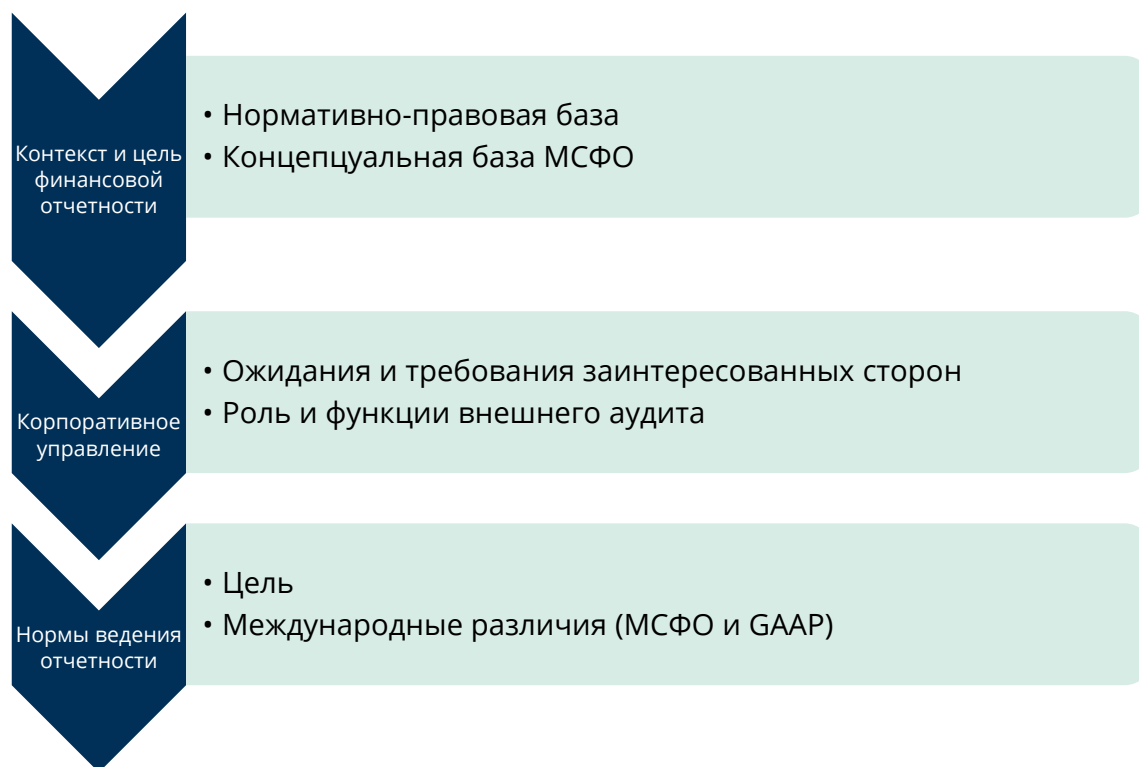 Контекст и цель
финансовой
отчетности
• Нормативно-правовая база
• Концепцуальная база МСФО
Корпоративное
управление
• Ожидания и требования заинтересованных сторон
• Роль и функции внешнего аудита
Нормы ведения
отчетности
• Цель
• Международные различия (МСФО и GAAP)